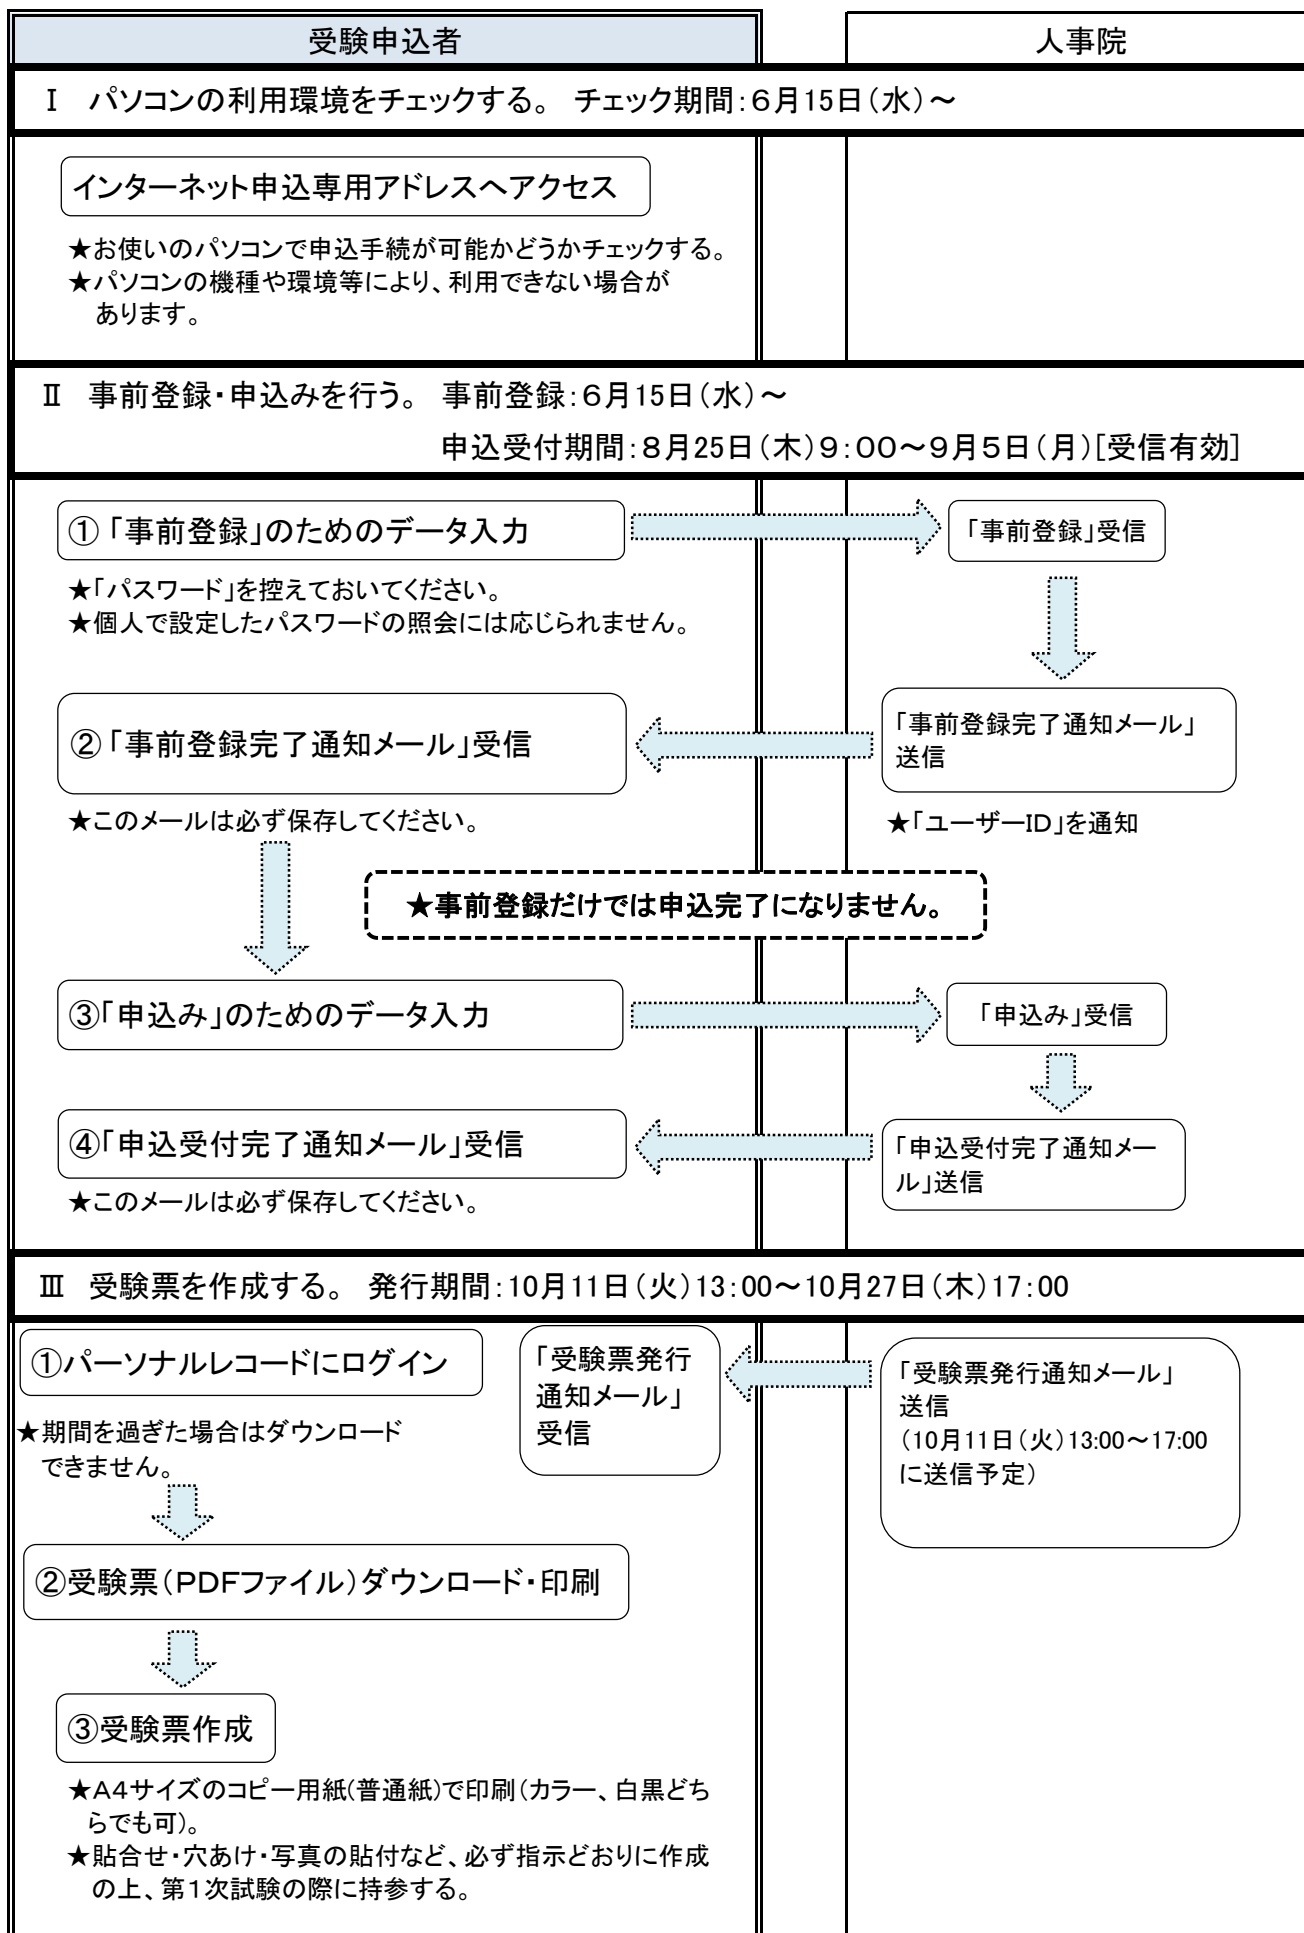 受験申込者
人事院
Ⅰ　パソコンの利用環境をチェックする。 チェック期間：６月15日（水）～
インターネット申込専用アドレスへアクセス
★お使いのパソコンで申込手続が可能かどうかチェックする。
★パソコンの機種や環境等により、利用できない場合が
あります。
Ⅱ　事前登録・申込みを行う。 事前登録：６月15日（水）～
申込受付期間：８月25日（木）９：００～９月５日（月）[受信有効]
①「事前登録」のためのデータ入力
「事前登録」受信
★「パスワード」を控えておいてください。
★個人で設定したパスワードの照会には応じられません。
②「事前登録完了通知メール」受信
「事前登録完了通知メール」
送信
★このメールは必ず保存してください。
★「ユーザーＩＤ」を通知
★事前登録だけでは申込完了になりません。
③「申込み」のためのデータ入力
「申込み」受信
④「申込受付完了通知メール」受信
「申込受付完了通知メー
ル」送信
★このメールは必ず保存してください。
Ⅲ　受験票を作成する。 発行期間：10月11日（火）13：00～10月27日（木）17：00
①パーソナルレコードにログイン
「受験票発行
通知メール」
受信
「受験票発行通知メール」
送信
（10月11日（火）13:00～17:00
に送信予定）
★期間を過ぎた場合はダウンロード
できません。
②受験票（ＰＤＦファイル）ダウンロード・印刷
③受験票作成
★Ａ４サイズのコピー用紙(普通紙)で印刷（カラー、白黒どち
らでも可）。
★貼合せ・穴あけ・写真の貼付など、必ず指示どおりに作成
の上、第１次試験の際に持参する。